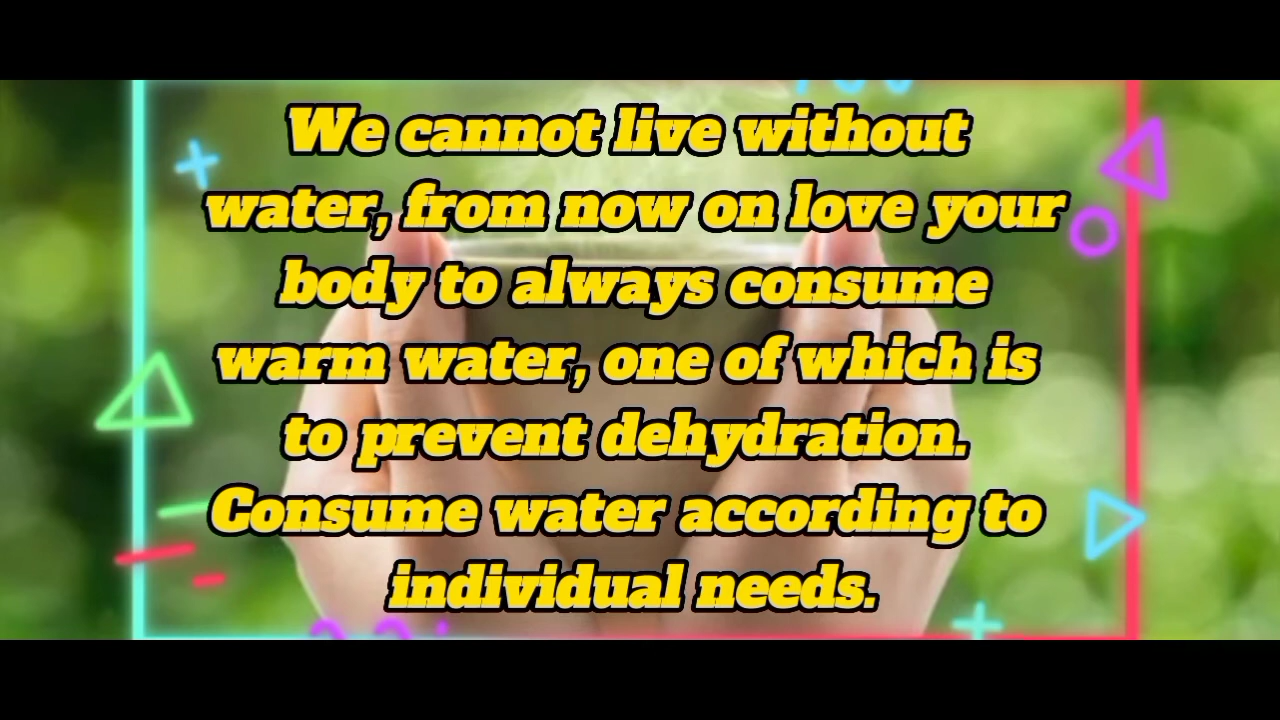 We cannot live without
water, from now on love your
body to always consume
warm water, one of which is
to prevent dehydration.
Consume water according to
individual needs.